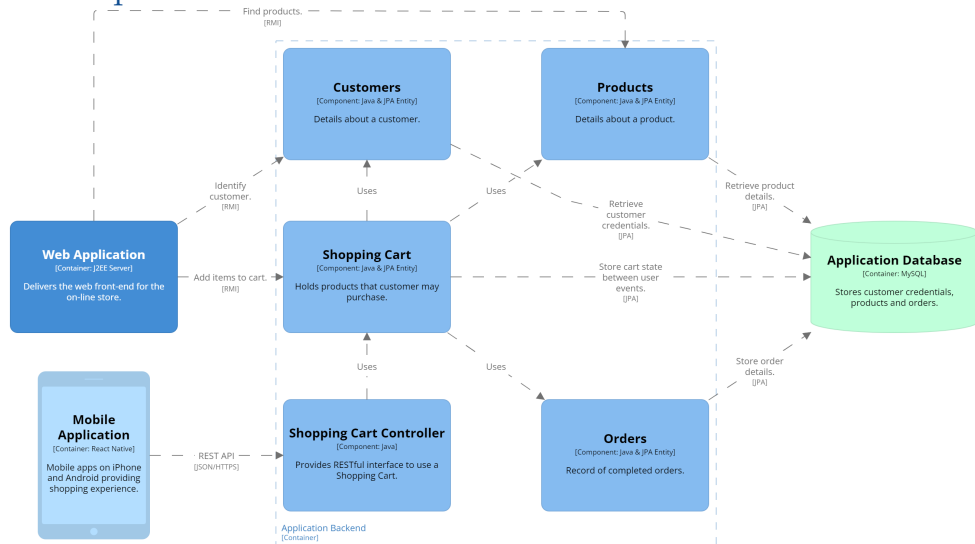 Find products.
[RMI]
Customers
[Component: Java & JPA Entity]
Details about a customer.
Products
[Component: Java & JPA Entity]
Details about a product.
Identify
customer.
[RMI]
Uses
Uses
Retrieve product
details.
[JPA]
Retrieve
customer
credentials.
[JPA]
Web Application
[Container: J2EE Server]
Delivers the web front-end for the
on-line store.
Add items to cart.
[RMI]
Shopping Cart
[Component: Java & JPA Entity]
Holds products that customer may
purchase.
Store cart state
between user
events.
[JPA]
Application Database
[Container: MySQL]
Stores customer credentials,
products and orders.
Uses
Uses
Store order
details.
[JPA]
Mobile
Application
[Container: React Native]
Mobile apps on iPhone
and Android providing
shopping experience.
REST API
[JSON/HTTPS]
Shopping Cart Controller
[Component: Java]
Provides RESTful interface to use a
Shopping Cart.
Orders
[Component: Java & JPA Entity]
Record of completed orders.
Application Backend
[Container]